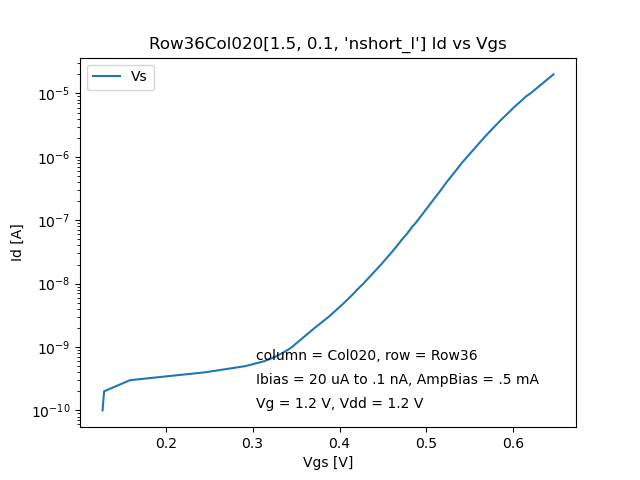 Row36Col020[1.5, 0.1, 'nshort_l'] Id vs Vgs
Vs
10⁻⁵
10⁻⁶
10⁻⁷
10⁻⁸
10⁻⁹
10⁻¹⁰
Id [A]
column = Col020, row = Row36
Ibias = 20 uA to .1 nA, AmpBias = .5 mA
Vg = 1.2 V, Vdd = 1.2 V
0.2 0.3 0.4 0.5 0.6
Vgs [V]